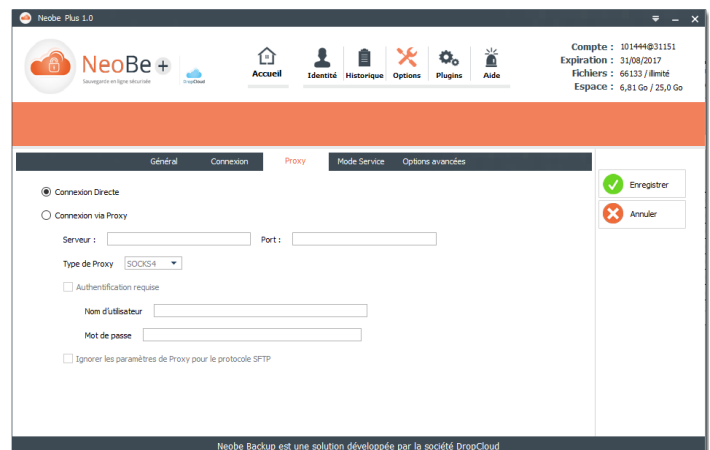 Neobe Plus 1.0
NeoBe +
Sauvegarde en ligne sécurisée
DropCloud
Accueil
Identité
Historique
Options
Plugins
Aide
Compte : 101444@31151
Expiration : 31/08/2017
Fichiers : 66133 / illimité
Espace : 6,81 Go / 25,0 Go
Général Connexion Proxy Mode Service Options avancées
Connexion Directe
Connexion via Proxy
Serveur : Port :
Type de Proxy SOCKS4
Authentification requise
Nom d'utilisateur
Mot de passe
Ignorer les paramètres de Proxy pour le protocole SFTP
Enregistrer
Annuler
Neobe Backup est une solution développée par la société DropCloud